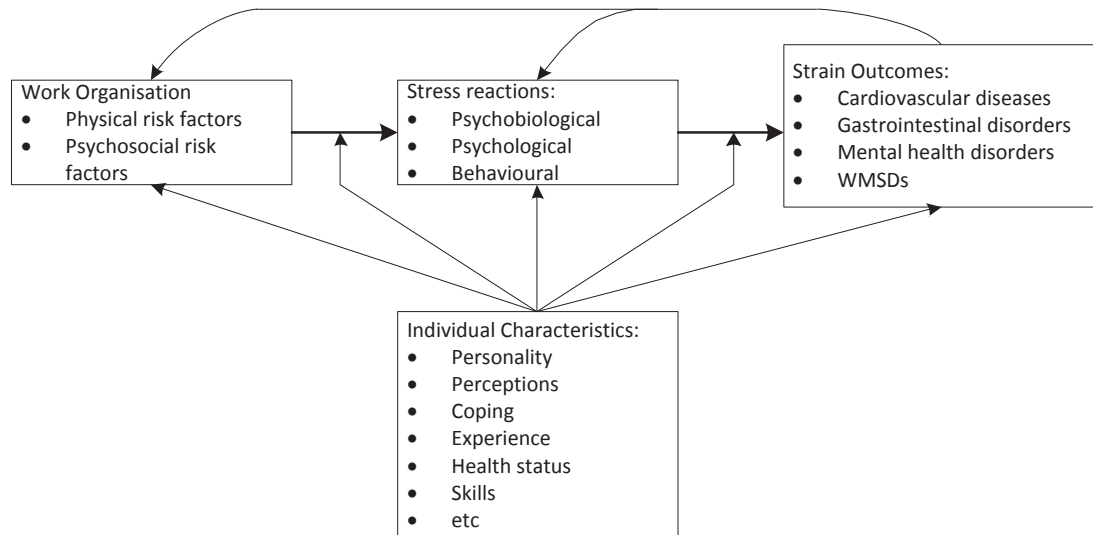 Work Organisation
• Physical risk factors
• Psychosocial risk
factors
Stress reactions:
• Psychobiological
• Psychological
• Behavioural
Strain Outcomes:
• Cardiovascular diseases
• Gastrointestinal disorders
• Mental health disorders
• WMSDs
Individual Characteristics:
• Personality
• Perceptions
• Coping
• Experience
• Health status
• Skills
• etc